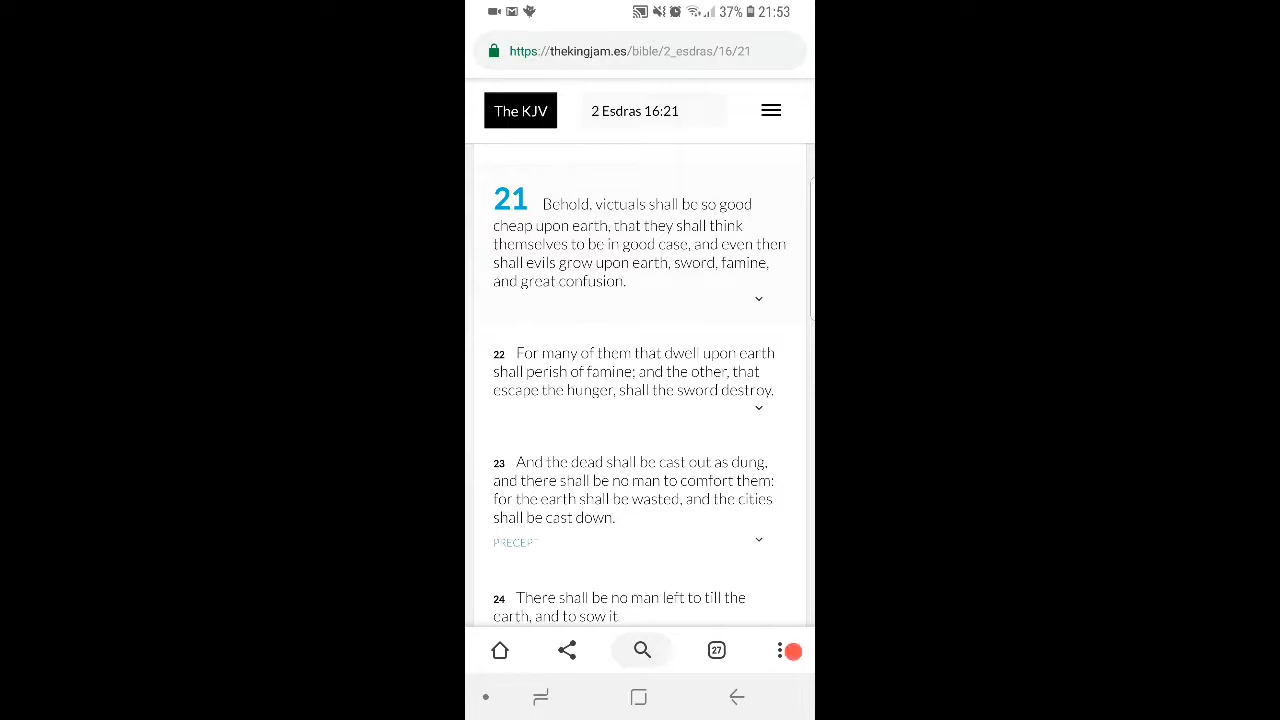 37% 21:53
https://thekingjam.es/bible/2_esdras/16/21
The KJV 2 Esdras 16:21
21 Behold, victuals shall be so good
cheap upon earth, that they shall think
themselves to be in good case, and even then
shall evils grow upon earth, sword, famine,
and great confusion.
22 For many of them that dwell upon earth
shall perish of famine; and the other, that
escape the hunger, shall the sword destroy.
23 And the dead shall be cast out as dung,
and there shall be no man to comfort them:
for the earth shall be wasted, and the cities
shall be cast down.
PRECEPT
24 There shall be no man left to till the
earth, and to sow it
27